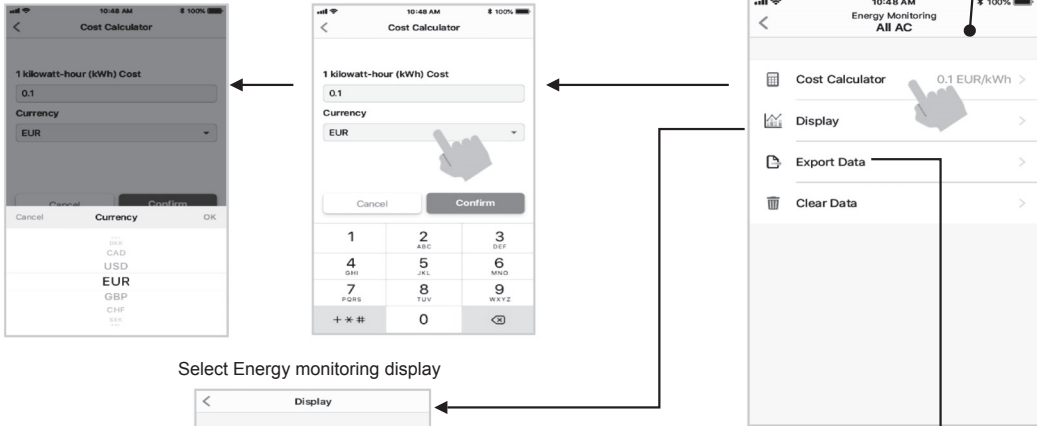 10:48 AM 100%
Cost Calculator
1 kilowatt-hour (kWh) Cost
0.1
Currency
EUR
Cancel Confirm
Cancel Currency OK
DEK
CAD
USD
EUR
GBP
CHF
SEK
10:48 AM 100%
Cost Calculator
1 kilowatt-hour (kWh) Cost
0.1
Currency
EUR
Cancel Confirm
1 2 3
ABC DEF
4 5 6
GHI JKL MNO
7 8 9
PQRS TUV WXYZ
+ * # 0
10:48 AM 100%
Energy Monitoring
All AC
Cost Calculator 0.1 EUR/kWh >
Display >
Export Data >
Clear Data >
Select Energy monitoring display
Display